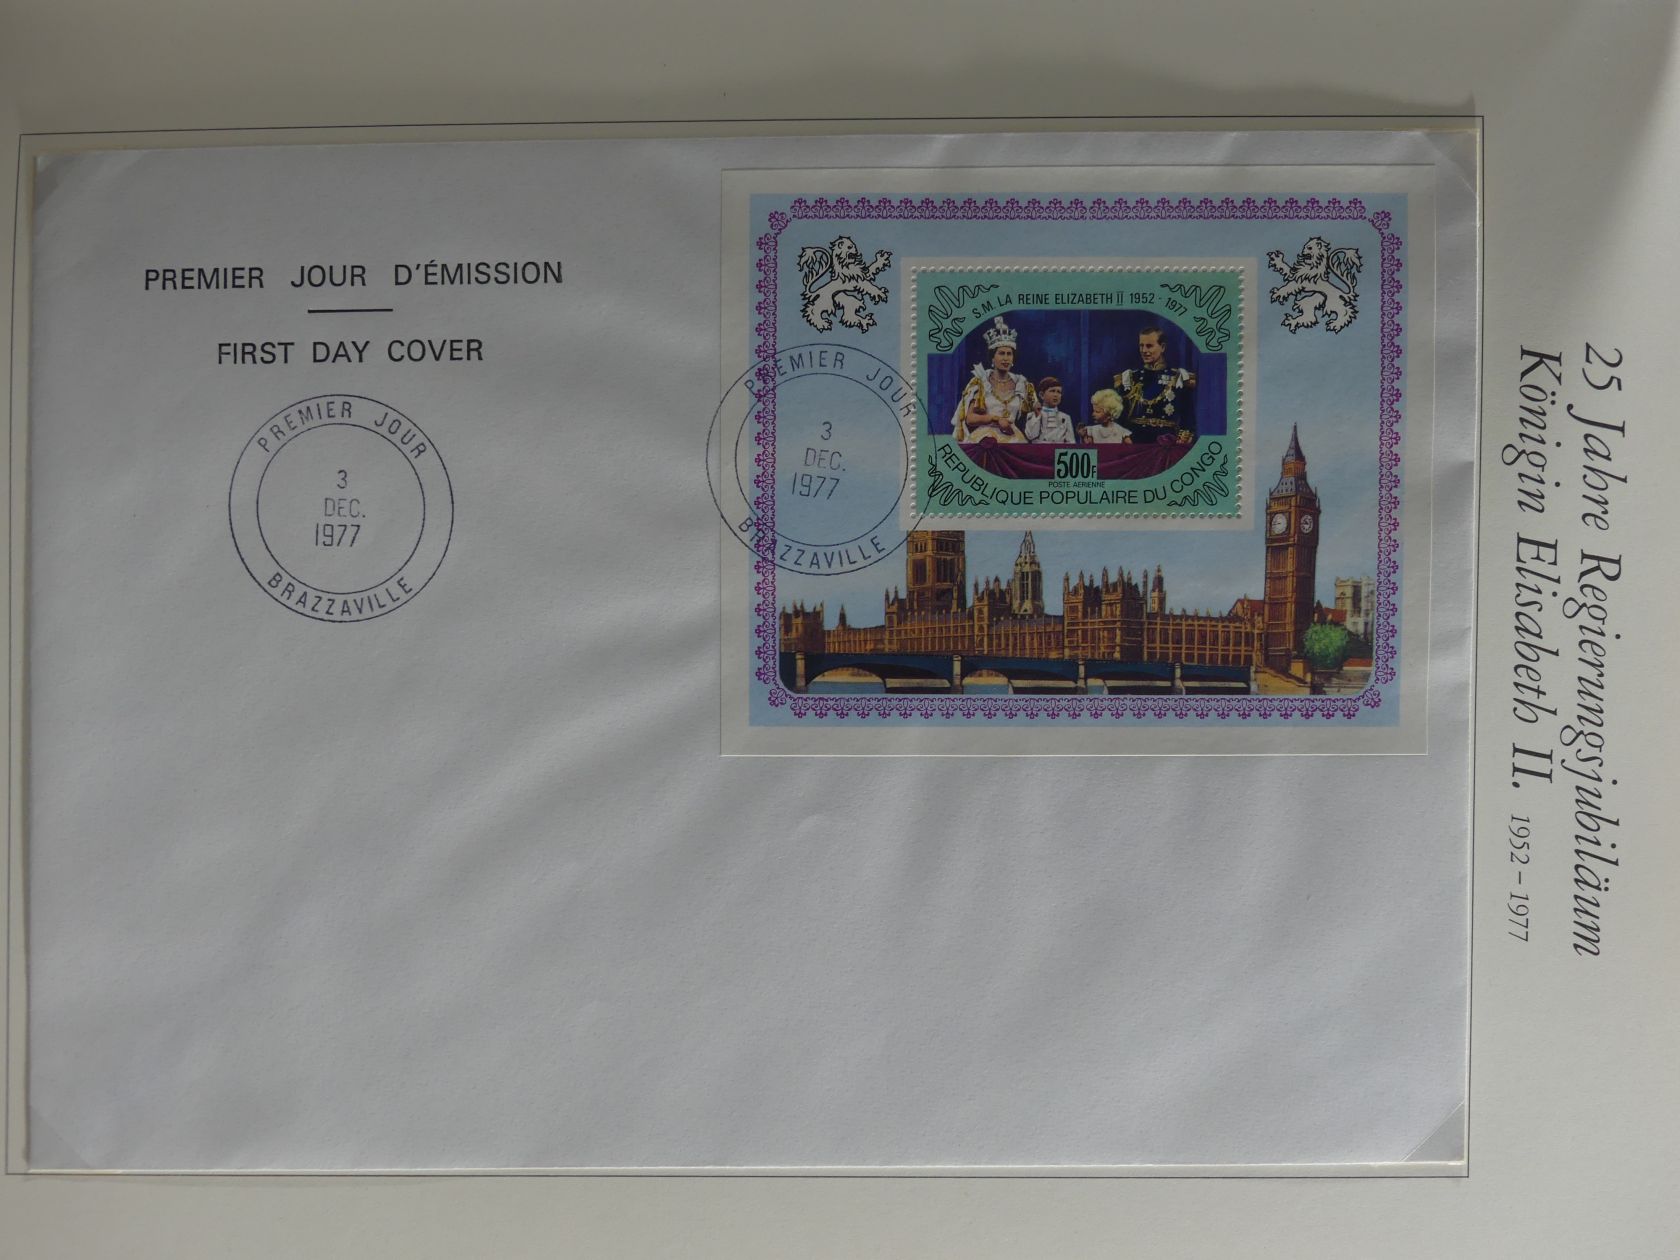 PREMIER JOUR D'ÉMISSION
FIRST DAY COVER
PREMIER JOUR
3
DEC.
1977
BRAZZAVILLE
PREMIER JOUR
3
DEC.
1977
BRAZZAVILLE
S.M. LA REINE ELIZABETH II 1952 - 1977
500F
POSTE AERIENNE
REPUBLIQUE POPULAIRE DU CONGO
25 Jahre Regierungsjubiläum
Königin Elisabeth II. 1952 – 1977